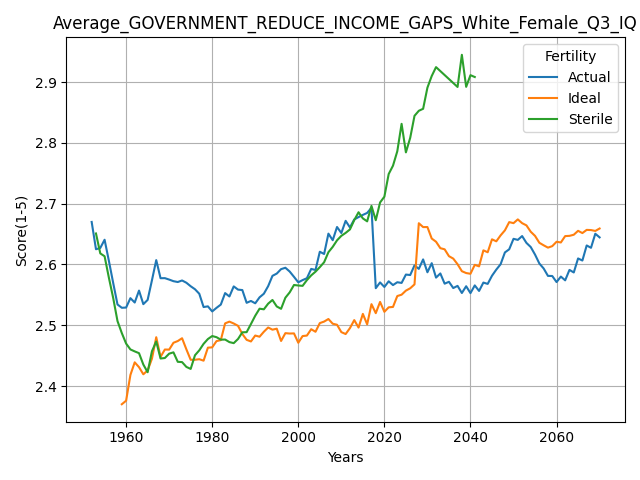 Average_GOVERNMENT_REDUCE_INCOME_GAPS_White_Female_Q3_IQ
Fertility
Actual
Ideal
Sterile
2.9
2.8
2.7
2.6
2.5
2.4
Score(1-5)
1960 1980 2000 2020 2040 2060
Years